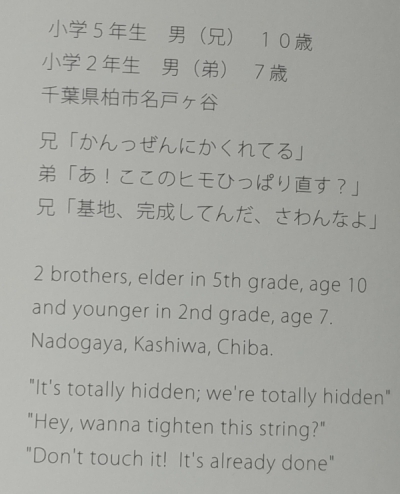 小学５年生　男（兄）　１０歳
小学２年生　男（弟）　７歳
千葉県柏市名戸ヶ谷
兄「かんっぜんにかくれてる」
弟「あ！ここのヒモひっぱり直す？」
兄「基地、完成してんだ、さわんなよ」
2 brothers, elder in 5th grade, age 10
and younger in 2nd grade, age 7.
Nadogaya, Kashiwa, Chiba.
"It's totally hidden; we're totally hidden"
"Hey, wanna tighten this string?"
"Don't touch it!  It's already done"